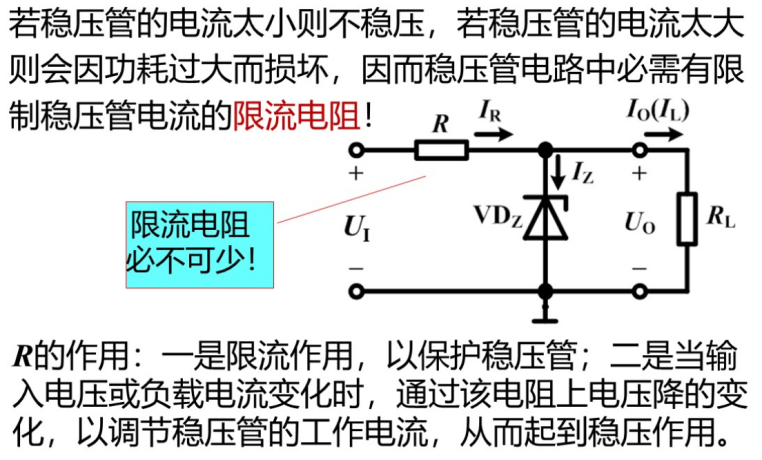 若稳压管的电流太小则不稳压，若稳压管的电流太大
则会因功耗过大而损坏，因而稳压管电路中必需有限
制稳压管电流的限流电阻！
R
IR
IO(IL)
+
IZ
+
限流电阻
必不可少！
UI
VDZ
UO
RL
−
−
R的作用：一是限流作用，以保护稳压管；二是当输
入电压或负载电流变化时，通过该电阻上电压降的变
化，以调节稳压管的工作电流，从而起到稳压作用。